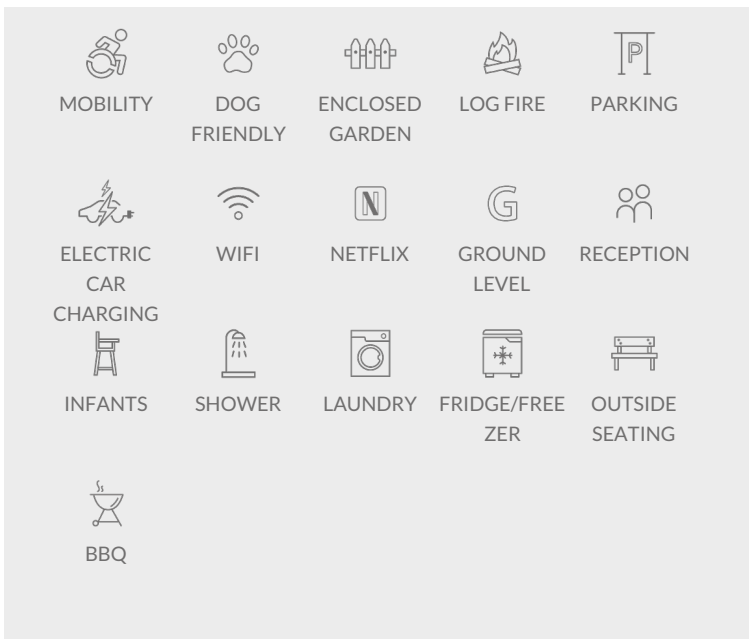 P
MOBILITY
DOG
FRIENDLY
ENCLOSED
GARDEN
LOG FIRE
PARKING
N
G
ELECTRIC
CAR
CHARGING
WIFI
NETFLIX
GROUND
LEVEL
RECEPTION
INFANTS
SHOWER
LAUNDRY
FRIDGE/FREE
ZER
OUTSIDE
SEATING
BBQ